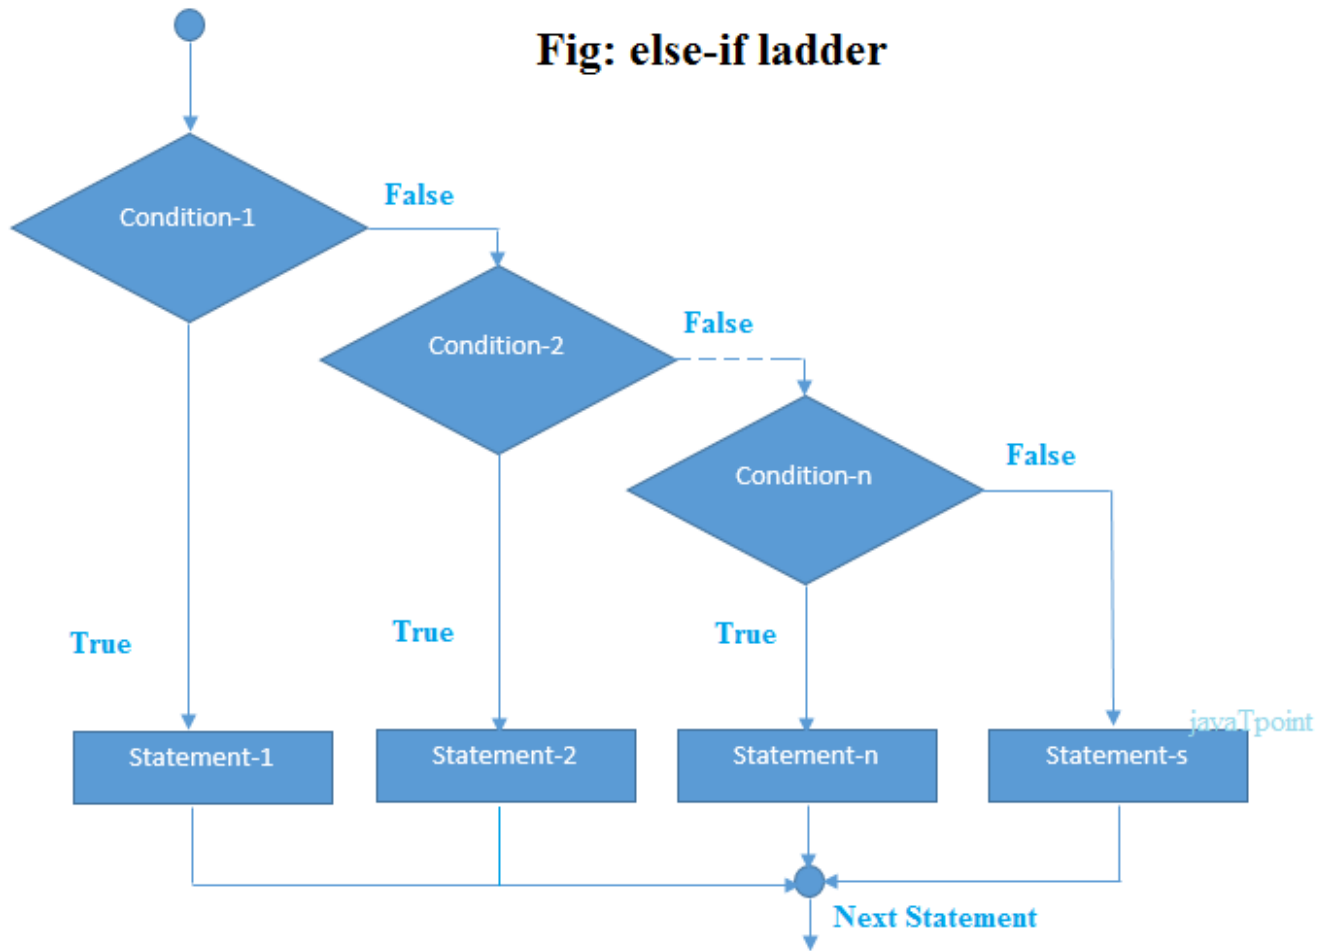 Fig: else-if ladder
Condition-1
False
Condition-2
False
Condition-n
False
True
True
True
Statement-1
Statement-2
Statement-n
Statement-s
javaTpoint
Next Statement